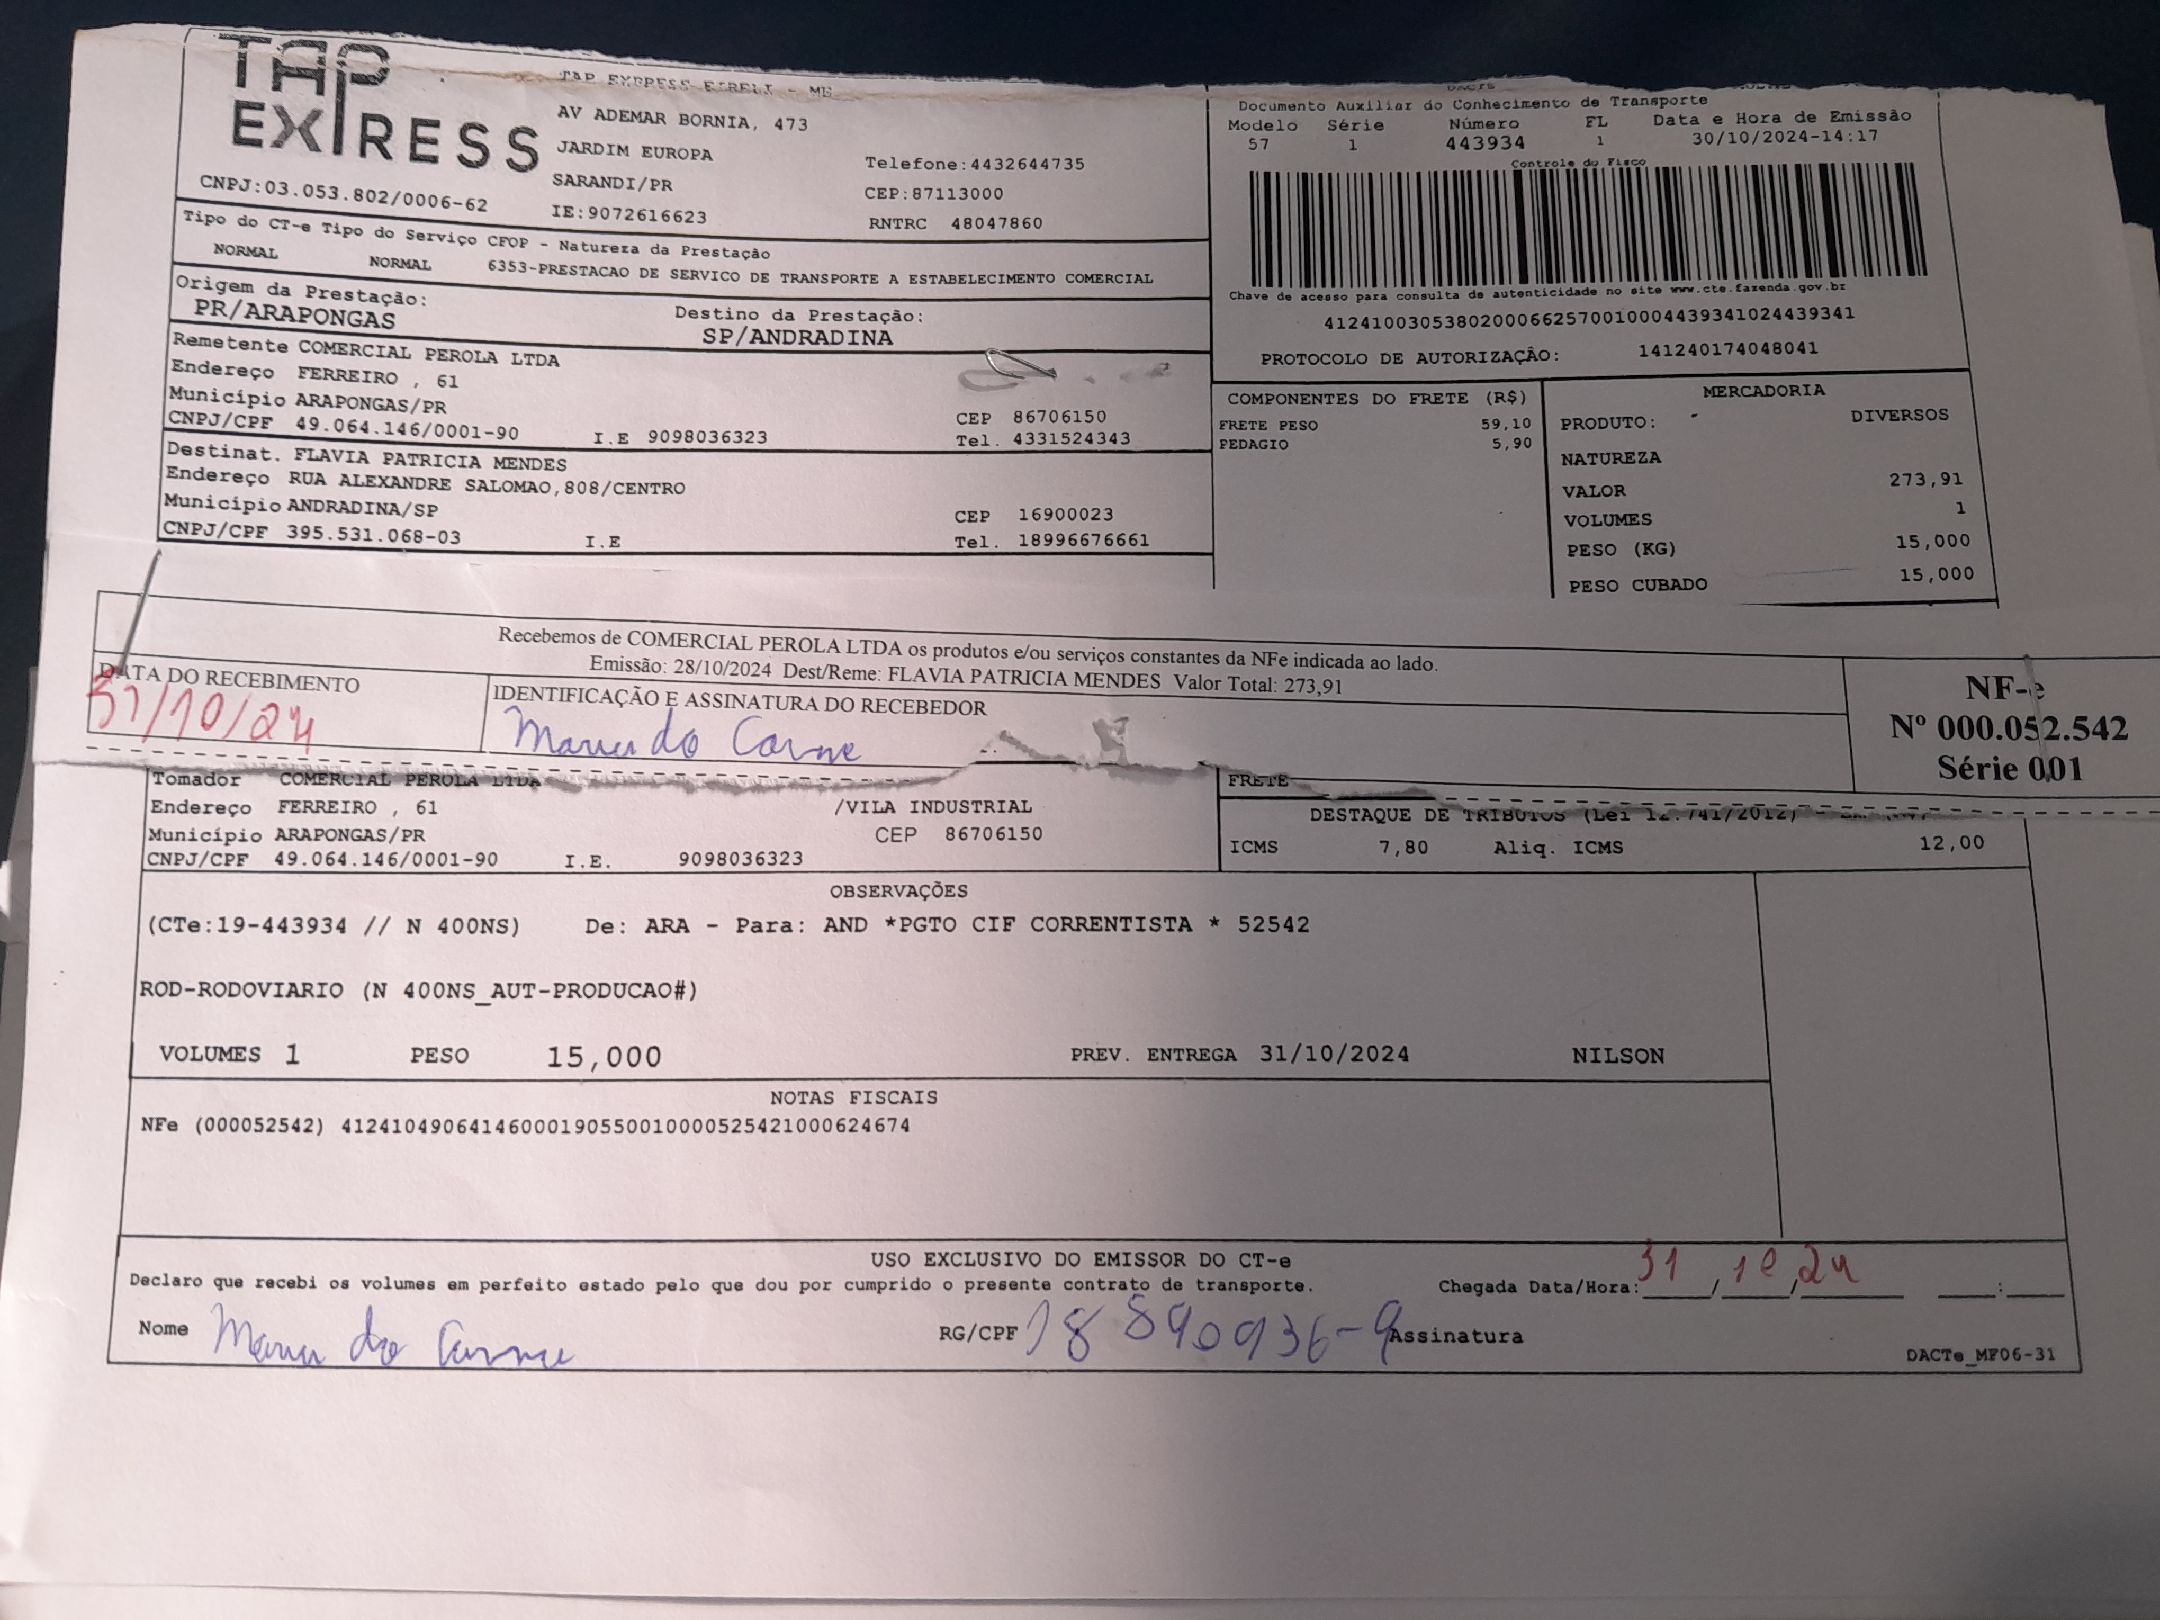 TAP
EXPRESS
TAP EXPRESS EIRELI - ME
AV ADEMAR BORNIA, 473
JARDIM EUROPA
SARANDI/PR
IE:9072616623
Telefone:4432644735
CEP:87113000
RNTRC 48047860
CNPJ:03.053.802/0006-62
DACTE
Documento Auxiliar do Conhecimento de Transporte
Modelo Série Número FL Data e Hora de Emissão
57 1 443934 1 30/10/2024-14:17
Controle do Fisco
Chave de acesso para consulta de autenticidade no site www.cte.fazenda.gov.br
41241003053802000662570010004439341024439341
PROTOCOLO DE AUTORIZAÇÃO: 141240174048041
Tipo do CT-e Tipo do Serviço CFOP - Natureza da Prestação
NORMAL NORMAL 6353-PRESTACAO DE SERVICO DE TRANSPORTE A ESTABELECIMENTO COMERCIAL
Origem da Prestação: Destino da Prestação:
PR/ARAPONGAS SP/ANDRADINA
Remetente COMERCIAL PEROLA LTDA
Endereço FERREIRO , 61
Município ARAPONGAS/PR CEP 86706150
CNPJ/CPF 49.064.146/0001-90 I.E 9098036323 Tel. 4331524343
Destinat. FLAVIA PATRICIA MENDES
Endereço RUA ALEXANDRE SALOMAO,808/CENTRO
Município ANDRADINA/SP CEP 16900023
CNPJ/CPF 395.531.068-03 I.E Tel. 18996676661
COMPONENTES DO FRETE (R$)
FRETE PESO 59,10
PEDAGIO 5,90
MERCADORIA
PRODUTO: DIVERSOS
NATUREZA
VALOR 273,91
VOLUMES 1
PESO (KG) 15,000
PESO CUBADO 15,000
Recebemos de COMERCIAL PEROLA LTDA os produtos e/ou serviços constantes da NFe indicada ao lado.
Emissão: 28/10/2024 Dest/Reme: FLAVIA PATRICIA MENDES Valor Total: 273,91
DATA DO RECEBIMENTO IDENTIFICAÇÃO E ASSINATURA DO RECEBEDOR
31/10/24 Maria do Carmo
NF-e
Nº 000.052.542
Série 001
Tomador COMERCIAL PEROLA LTDA
Endereço FERREIRO , 61 /VILA INDUSTRIAL
Município ARAPONGAS/PR CEP 86706150
CNPJ/CPF 49.064.146/0001-90 I.E. 9098036323
FRETE
DESTAQUE DE TRIBUTOS (Lei 12.741/2012)
ICMS 7,80 Aliq. ICMS 12,00
OBSERVAÇÕES
(CTe:19-443934 // N 400NS) De: ARA - Para: AND *PGTO CIF CORRENTISTA * 52542
ROD-RODOVIARIO (N 400NS_AUT-PRODUCAO#)
VOLUMES 1 PESO 15,000 PREV. ENTREGA 31/10/2024 NILSON
NOTAS FISCAIS
NFe (000052542) 41241049064146000190550010000525421000624674
USO EXCLUSIVO DO EMISSOR DO CT-e
Declaro que recebi os volumes em perfeito estado pelo que dou por cumprido o presente contrato de transporte. Chegada Data/Hora: 31 / 10 / 24 :
Nome Maria do Carmo RG/CPF 18 890936-9 Assinatura
DACTe_MF06-31